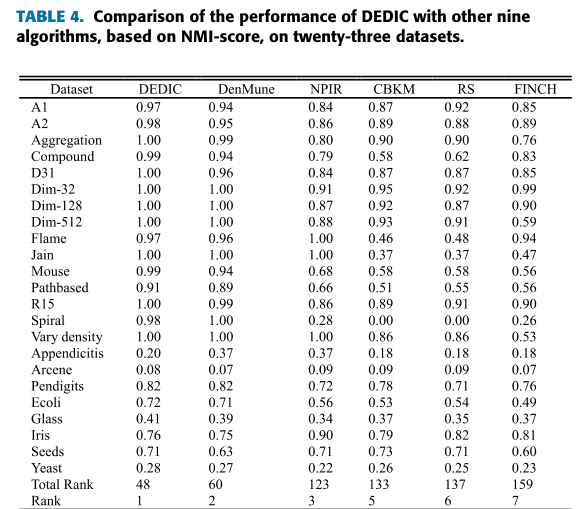 TABLE 4. Comparison of the performance of DEDIC with other nine
algorithms, based on NMI-score, on twenty-three datasets.
Dataset DEDIC DenMune NPIR CBKM RS FINCH
A1 0.97 0.94 0.84 0.87 0.92 0.85
A2 0.98 0.95 0.86 0.89 0.88 0.89
Aggregation 1.00 0.99 0.80 0.90 0.90 0.76
Compound 0.99 0.94 0.79 0.58 0.62 0.83
D31 1.00 0.96 0.84 0.87 0.87 0.85
Dim-32 1.00 1.00 0.91 0.95 0.92 0.99
Dim-128 1.00 1.00 0.87 0.92 0.87 0.90
Dim-512 1.00 1.00 0.88 0.93 0.91 0.59
Flame 0.97 0.96 1.00 0.46 0.48 0.94
Jain 1.00 1.00 1.00 0.37 0.37 0.47
Mouse 0.99 0.94 0.68 0.58 0.58 0.56
Pathbased 0.91 0.89 0.66 0.51 0.55 0.56
R15 1.00 0.99 0.86 0.89 0.91 0.90
Spiral 0.98 1.00 0.28 0.00 0.00 0.26
Vary density 1.00 1.00 1.00 0.86 0.86 0.53
Appendicitis 0.20 0.37 0.37 0.18 0.18 0.18
Arcene 0.08 0.07 0.09 0.09 0.09 0.07
Pendigits 0.82 0.82 0.72 0.78 0.71 0.76
Ecoli 0.72 0.71 0.56 0.53 0.54 0.49
Glass 0.41 0.39 0.34 0.37 0.35 0.37
Iris 0.76 0.75 0.90 0.79 0.82 0.81
Seeds 0.71 0.63 0.71 0.73 0.71 0.60
Yeast 0.28 0.27 0.22 0.26 0.25 0.23
Total Rank 48 60 123 133 137 159
Rank 1 2 3 5 6 7